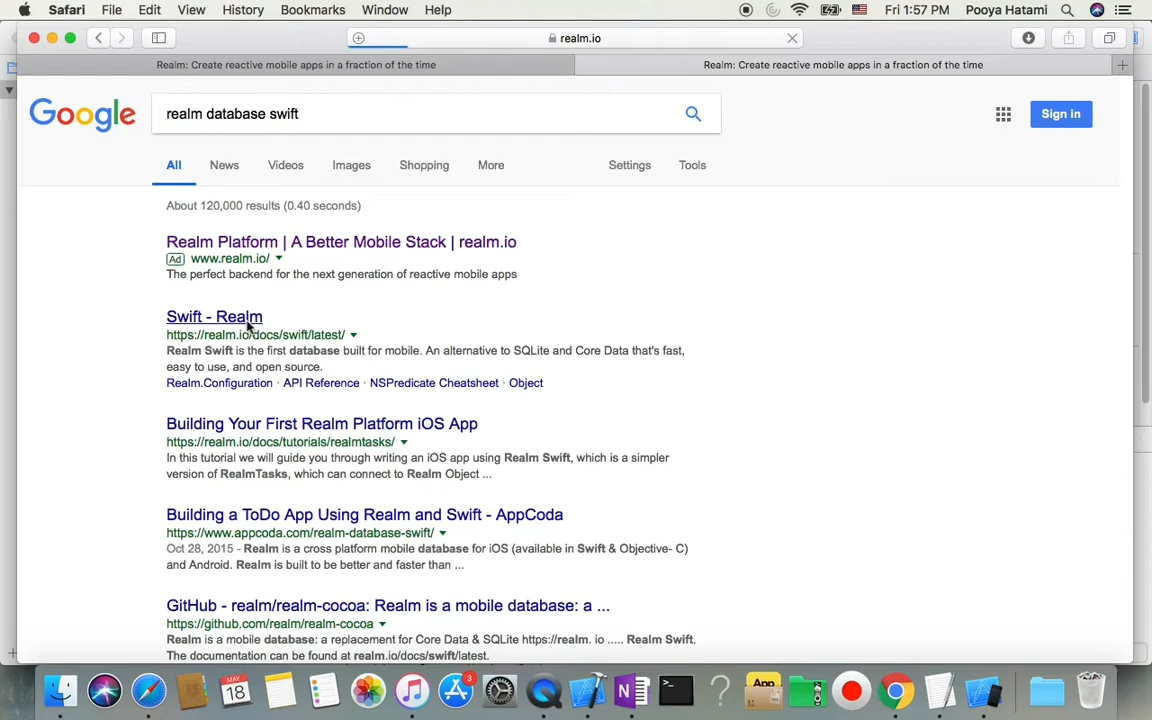 Safari File Edit View History Bookmarks Window Help Fri 1:57 PM Pooya Hatami
realm.io
Realm: Create reactive mobile apps in a fraction of the time Realm: Create reactive mobile apps in a fraction of the time
Google realm database swift Sign in
All News Videos Images Shopping More Settings Tools
About 120,000 results (0.40 seconds)
Realm Platform | A Better Mobile Stack | realm.io
Ad www.realm.io/
The perfect backend for the next generation of reactive mobile apps
Swift - Realm
https://realm.io/docs/swift/latest/
Realm Swift is the first database built for mobile. An alternative to SQLite and Core Data that's fast,
easy to use, and open source.
Realm.Configuration · API Reference · NSPredicate Cheatsheet · Object
Building Your First Realm Platform iOS App
https://realm.io/docs/tutorials/realmtasks/
In this tutorial we will guide you through writing an iOS app using Realm Swift, which is a simpler
version of RealmTasks, which can connect to Realm Object ...
Building a ToDo App Using Realm and Swift - AppCoda
https://www.appcoda.com/realm-database-swift/
Oct 28, 2015 - Realm is a cross platform mobile database for iOS (available in Swift & Objective- C)
and Android. Realm is built to be better and faster than ...
GitHub - realm/realm-cocoa: Realm is a mobile database: a ...
https://github.com/realm/realm-cocoa
Realm is a mobile database: a replacement for Core Data & SQLite https://realm. io ..... Realm Swift.
The documentation can be found at realm.io/docs/swift/latest.
MAY
18
3
N
App